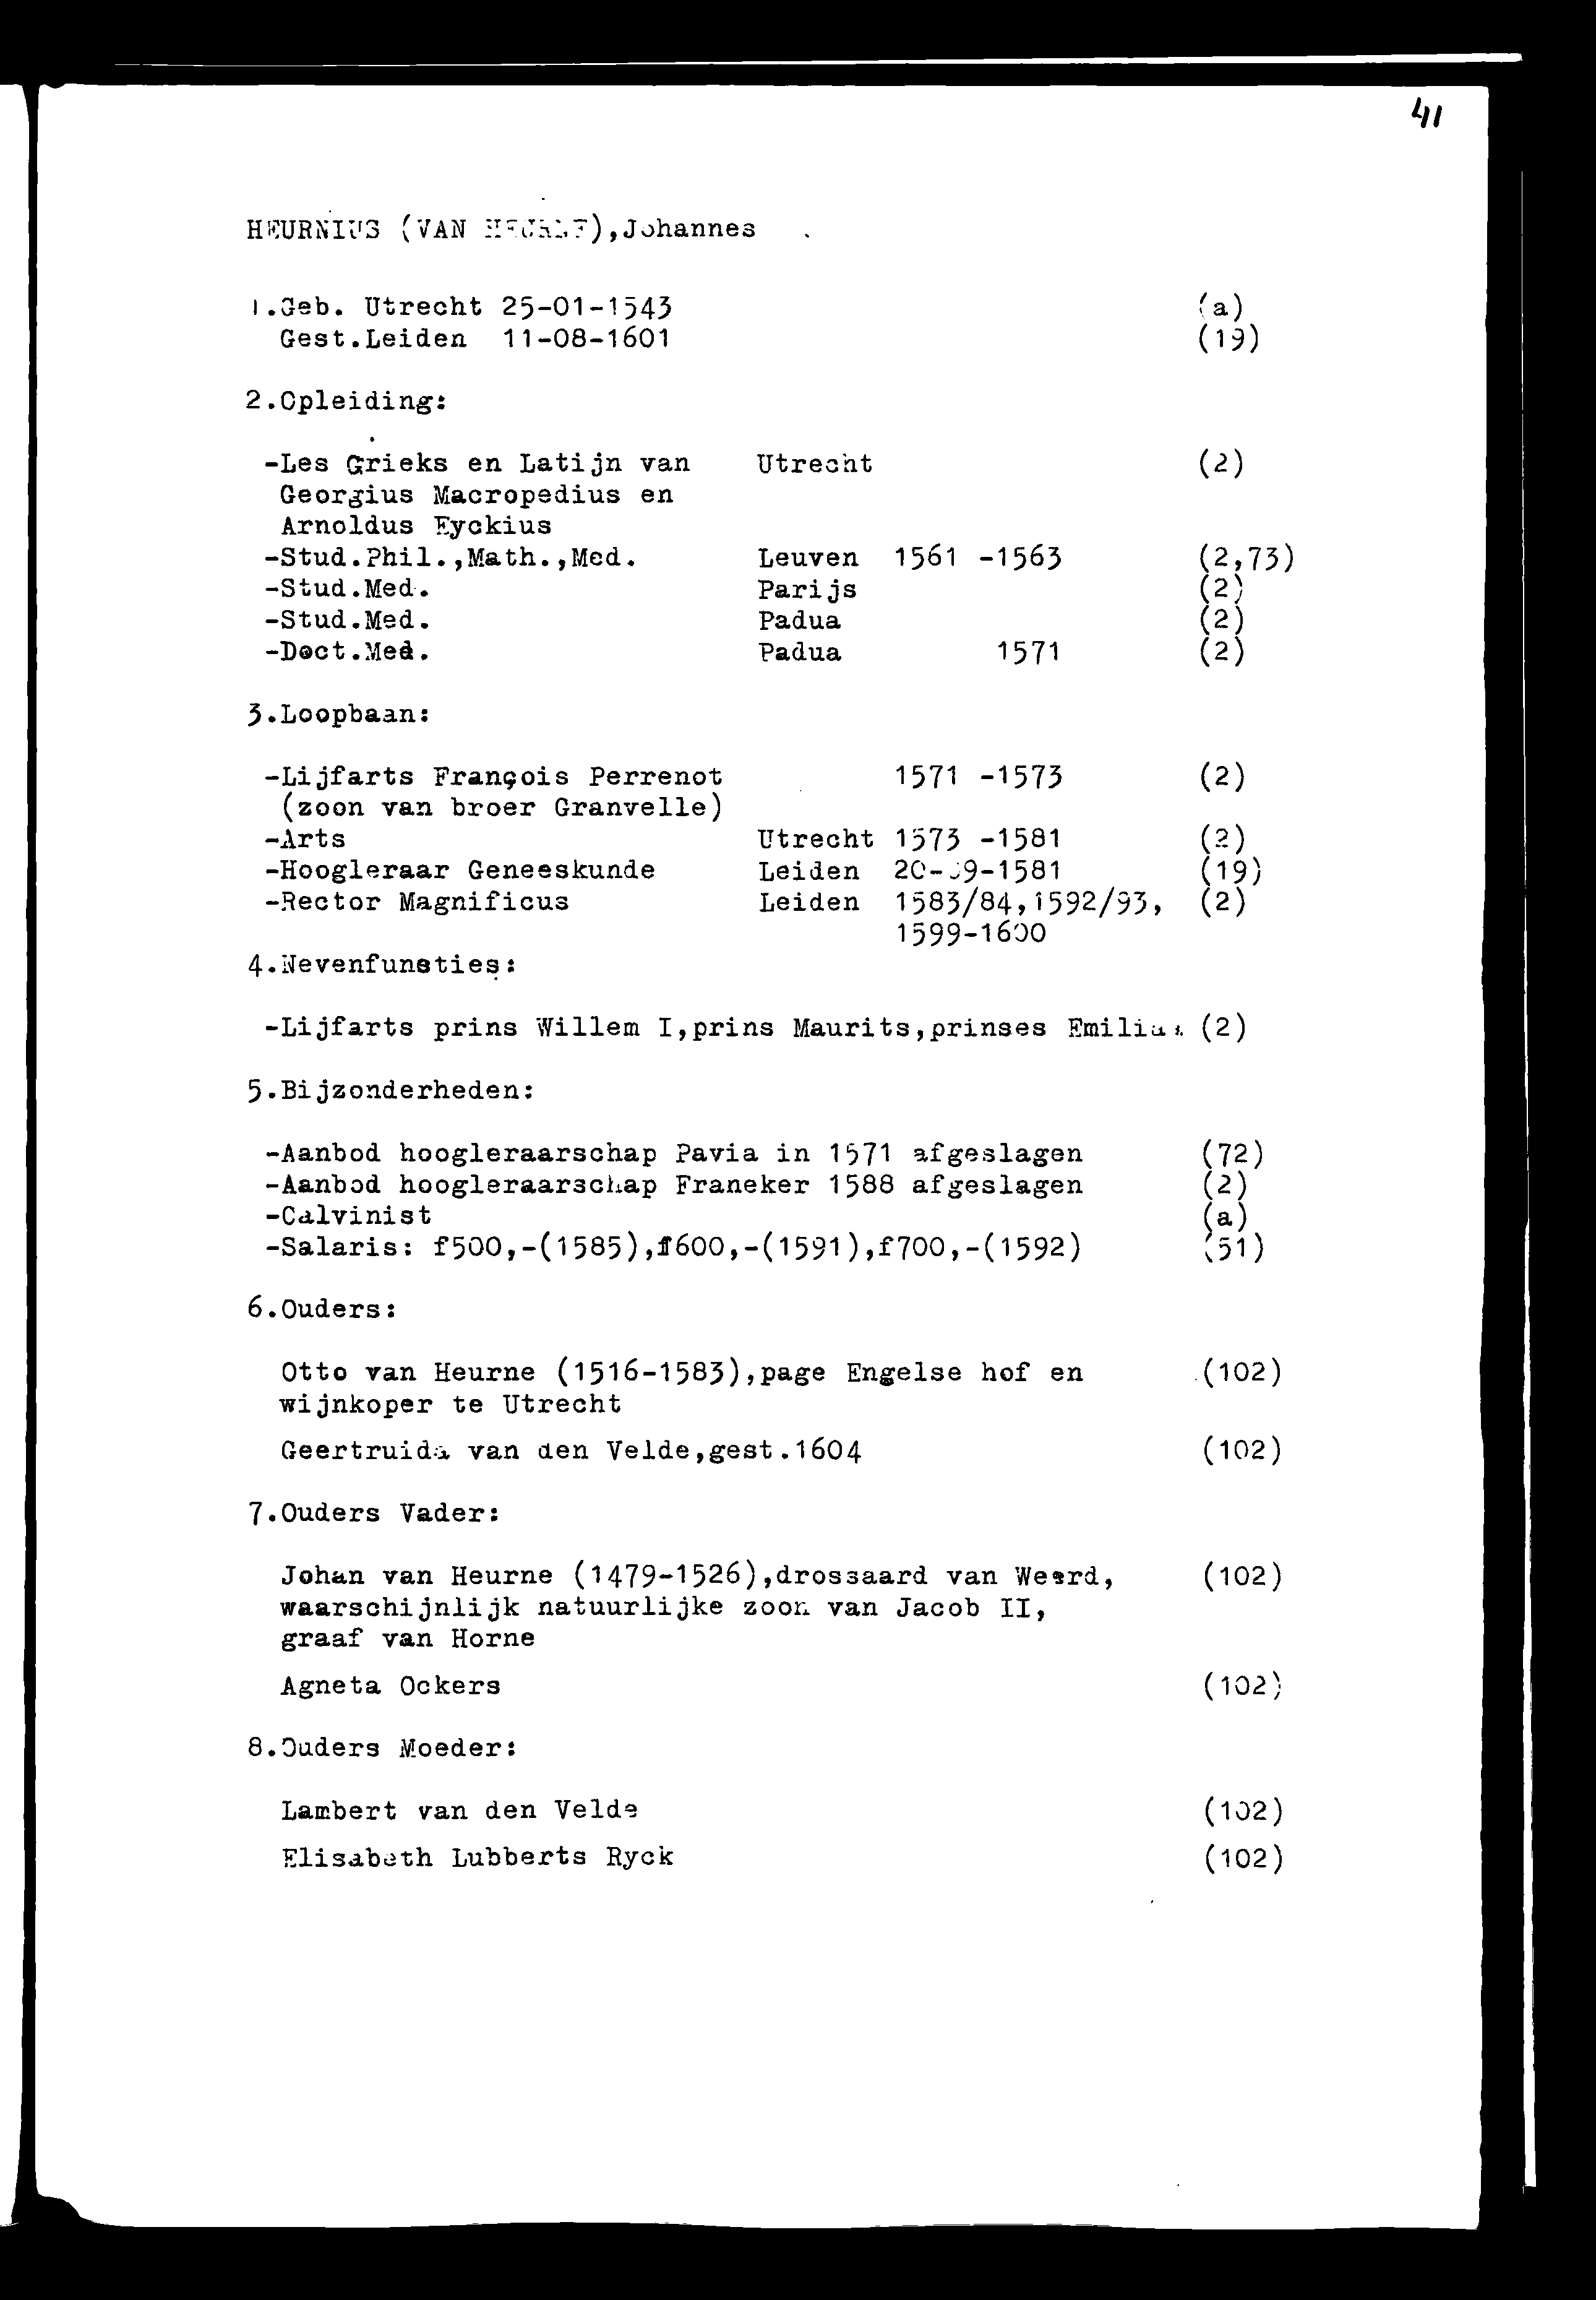 41
HEURNIUS (VAN HEURNE),Johannes
1.Geb. Utrecht 25-01-1543 (a)
Gest.Leiden 11-08-1601 (19)
2.Opleiding:
-Les Grieks en Latijn van Utrecht (2)
Georgius Macropedius en
Arnoldus Eyckius
-Stud.Phil.,Math.,Med. Leuven 1561 -1563 (2,73)
-Stud.Med. Parijs (2)
-Stud.Med. Padua (2)
-Doct.Med. Padua 1571 (2)
3.Loopbaan:
-Lijfarts François Perrenot 1571 -1573 (2)
(zoon van broer Granvelle)
-Arts Utrecht 1573 -1581 (2)
-Hoogleraar Geneeskunde Leiden 20-09-1581 (19)
-Rector Magnificus Leiden 1583/84,1592/93, (2)
1599-1600
4.Nevenfuncties:
-Lijfarts prins Willem I,prins Maurits,prinses Emilia. (2)
5.Bijzonderheden:
-Aanbod hoogleraarschap Pavia in 1571 afgeslagen (72)
-Aanbod hoogleraarschap Franeker 1588 afgeslagen (2)
-Calvinist (a)
-Salaris: f500,-(1585),f600,-(1591),f700,-(1592) (51)
6.Ouders:
Otto van Heurne (1516-1583),page Engelse hof en (102)
wijnkoper te Utrecht
Geertruida van den Velde,gest.1604 (102)
7.Ouders Vader:
Johan van Heurne (1479-1526),drossaard van Weerd, (102)
waarschijnlijk natuurlijke zoon van Jacob II,
graaf van Horne
Agneta Ockers (102)
8.Ouders Moeder:
Lambert van den Velde (102)
Elisabeth Lubberts Ryck (102)